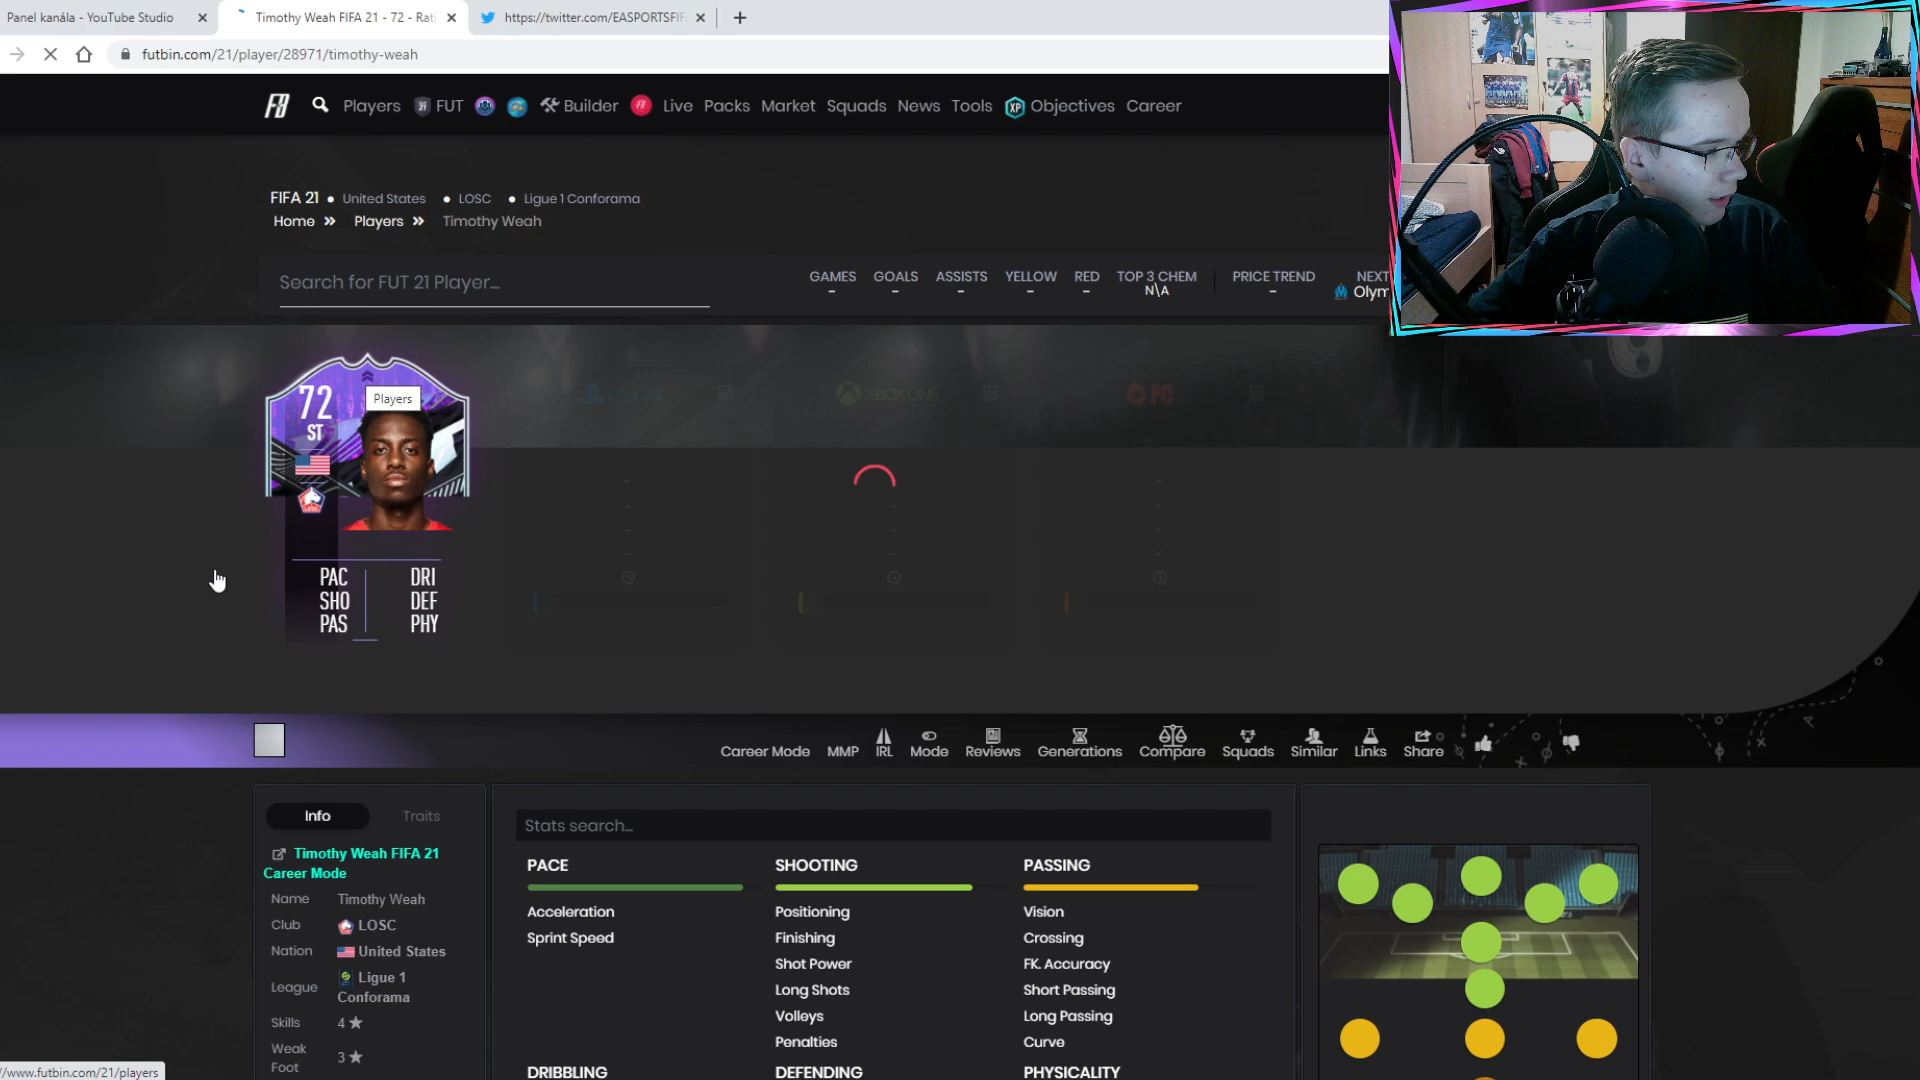 Panel kanála - YouTube Studio
Timothy Weah FIFA 21 - 72 - Rat
https://twitter.com/EASPORTSFIF
futbin.com/21/player/28971/timothy-weah
Players FUT Builder Live Packs Market Squads News Tools XP Objectives Career
FIFA 21 • United States • LOSC • Ligue 1 Conforama
Home » Players » Timothy Weah
Search for FUT 21 Player...
GAMES GOALS ASSISTS YELLOW RED TOP 3 CHEM PRICE TREND NEXT
- - - - - N\A - Olym
72
ST
Players
PS4
XBOX ONE
PC
PAC DRI
SHO DEF
PAS PHY
Career Mode MMP IRL Mode Reviews Generations Compare Squads Similar Links Share
Info Traits
Timothy Weah FIFA 21
Career Mode
Name Timothy Weah
Club LOSC
Nation United States
League Ligue 1
Conforama
Skills 4★
Weak
Foot 3★
Stats search...
PACE SHOOTING PASSING
Acceleration Positioning Vision
Sprint Speed Finishing Crossing
Shot Power FK. Accuracy
Long Shots Short Passing
Volleys Long Passing
Penalties Curve
DRIBBLING DEFENDING PHYSICALITY
//www.futbin.com/21/players